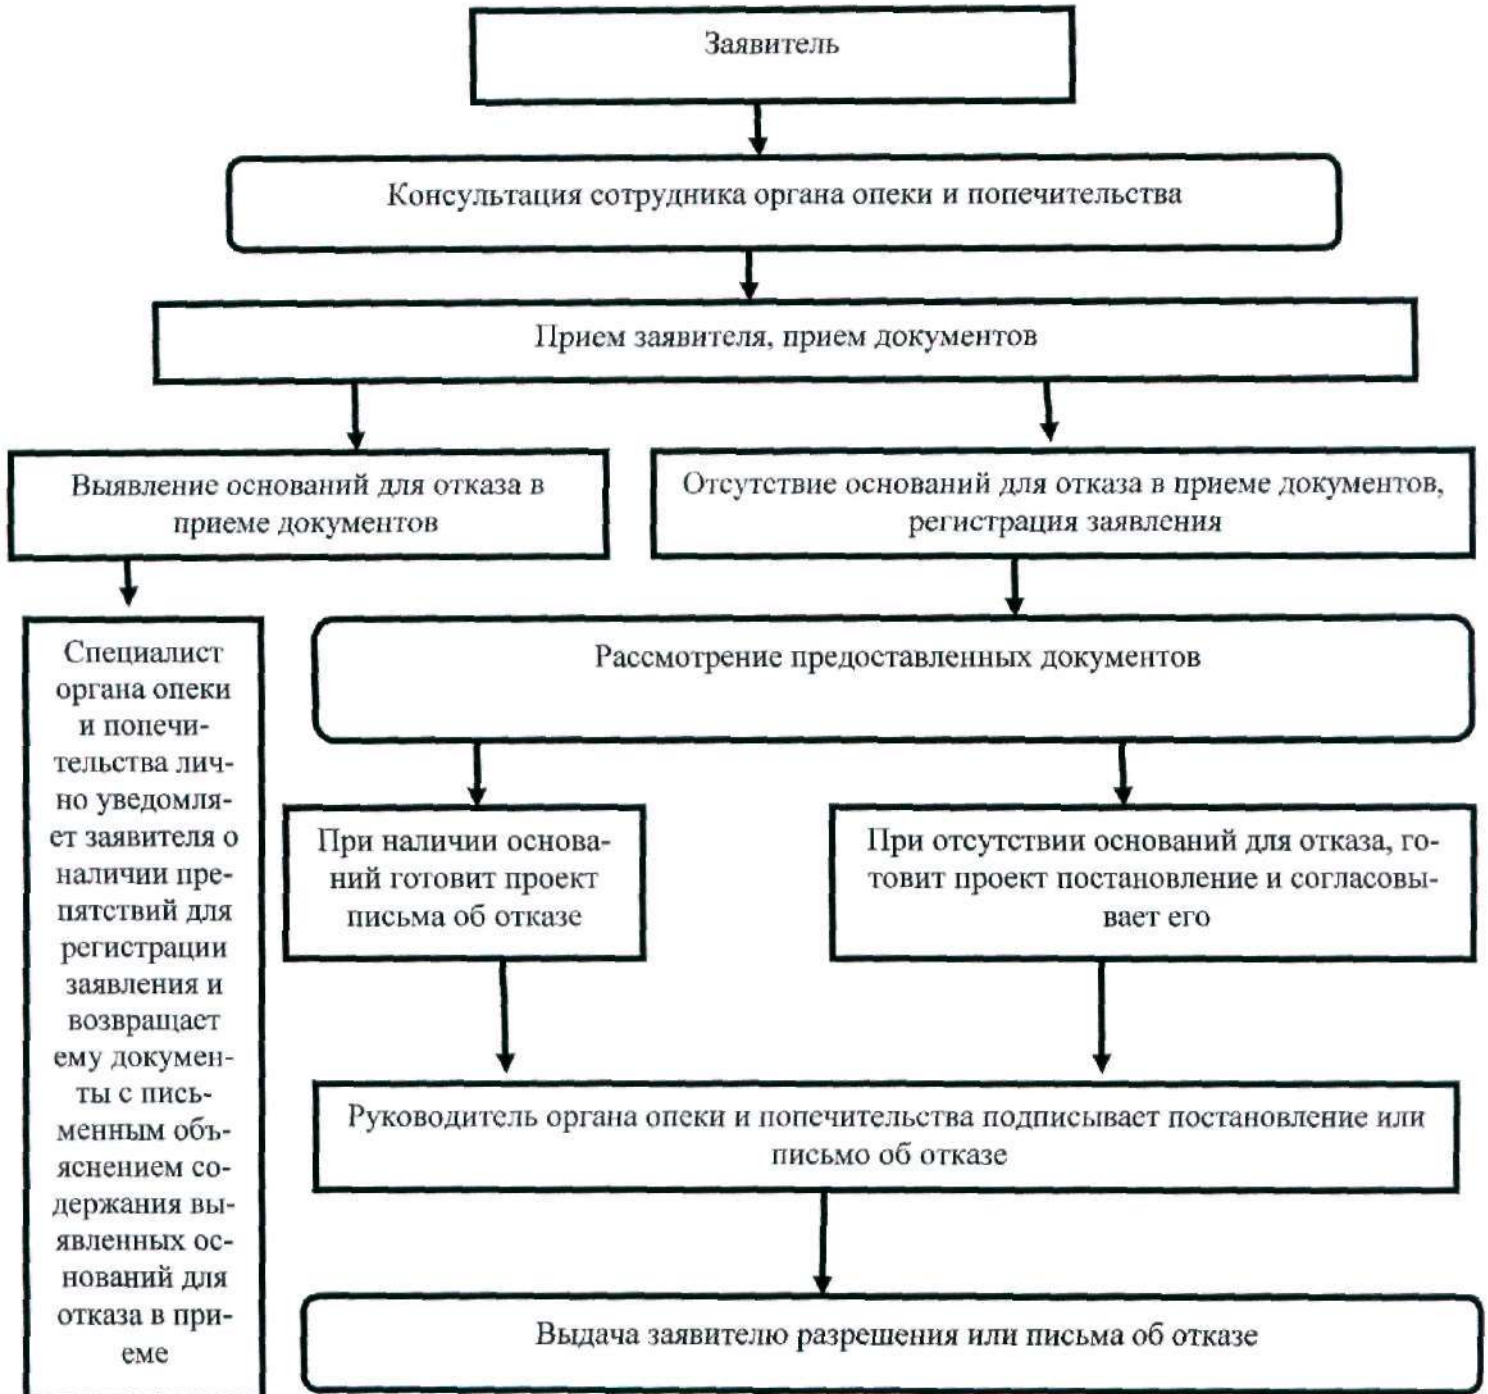 Заявитель
Консультация сотрудника органа опеки и попечительства
Прием заявителя, прием документов
Выявление оснований для отказа в
приеме документов
Отсутствие оснований для отказа в приеме документов,
регистрация заявления
Специалист
органа опеки
и попечи-
тельства лич-
но уведомля-
ет заявителя о
наличии пре-
пятствий для
регистрации
заявления и
возвращает
ему докумен-
ты с пись-
менным объ-
яснением со-
держания вы-
явленных ос-
нований для
отказа в при-
еме
Рассмотрение предоставленных документов
При наличии основа-
ний готовит проект
письма об отказе
При отсутствии оснований для отказа, го-
товит проект постановление и согласовы-
вает его
Руководитель органа опеки и попечительства подписывает постановление или
письмо об отказе
Выдача заявителю разрешения или письма об отказе